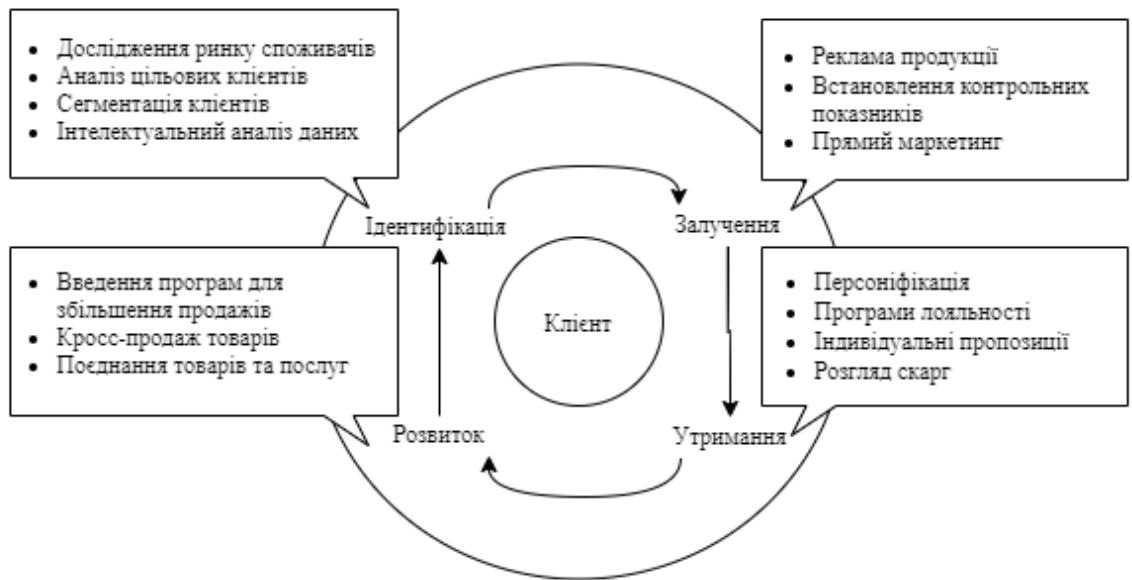 • Дослідження ринку споживачів
• Аналіз цільових клієнтів
• Сегментація клієнтів
• Інтелектуальний аналіз даних
• Реклама продукції
• Встановлення контрольних
показників
• Прямий маркетинг
Ідентифікація
Залучення
• Введення програм для
збільшення продажів
• Кросс-продаж товарів
• Поєднання товарів та послуг
Клієнт
• Персоніфікація
• Програми лояльності
• Індивідуальні пропозиції
• Розгляд скарг
Розвиток
Утримання